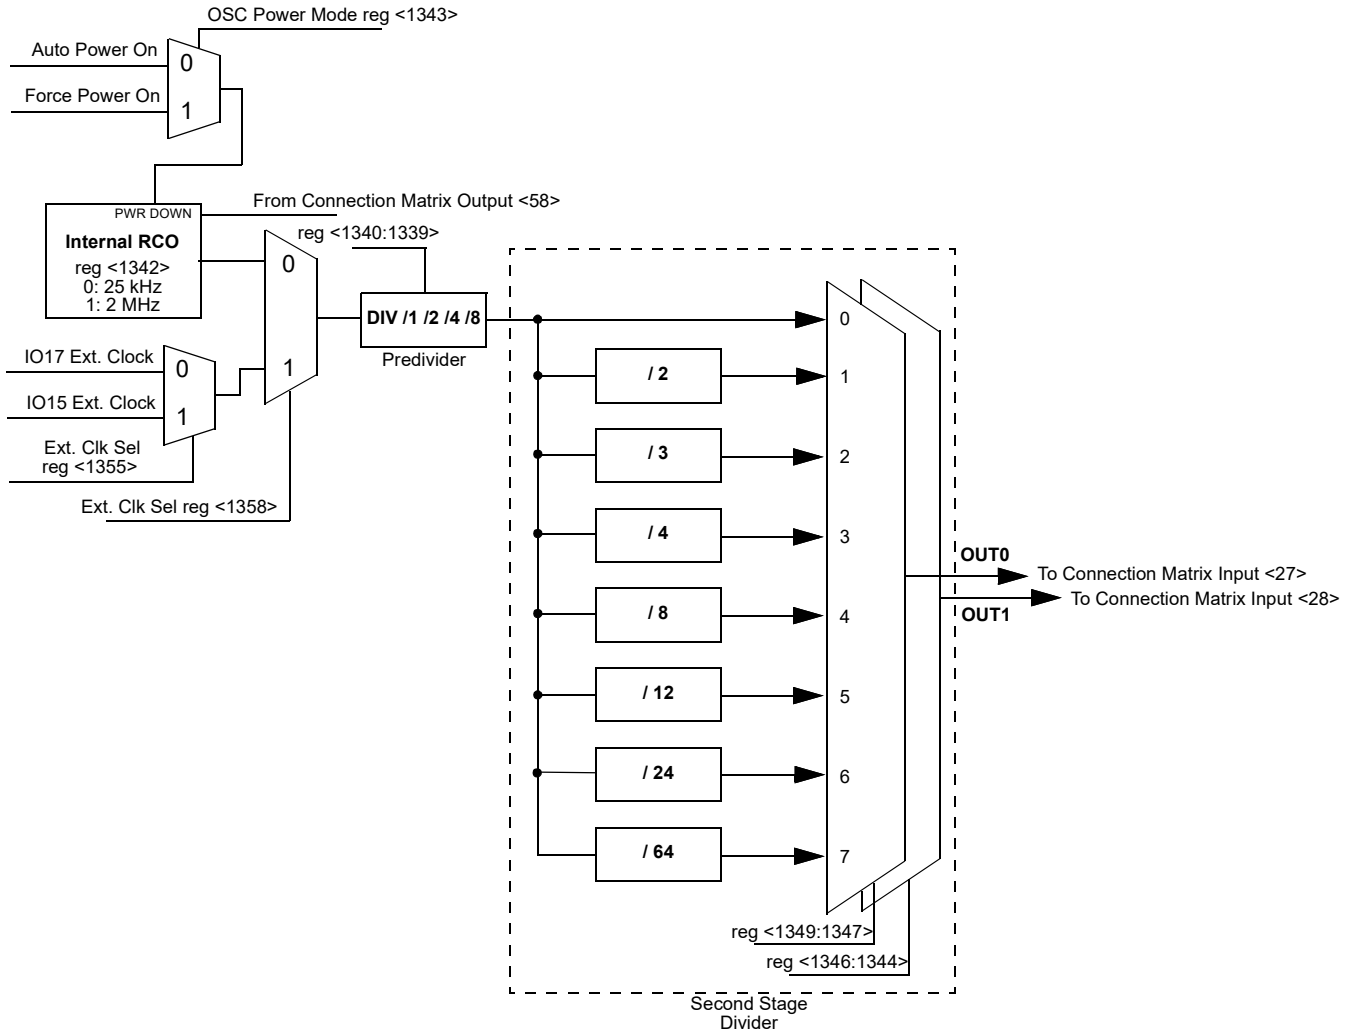 OSC Power Mode reg <1343>
Auto Power On
0
Force Power On
1
From Connection Matrix Output <58>
PWR DOWN
Internal RCO
reg <1342>
0: 25 kHz
1: 2 MHz
reg <1340:1339>
0
DIV /1 /2 /4 /8
Predivider
0
IO17 Ext. Clock
0
1
/ 2
1
IO15 Ext. Clock
1
Ext. Clk Sel
reg <1355>
/ 3
2
Ext. Clk Sel reg <1358>
/ 4
3
OUT0
To Connection Matrix Input <27>
To Connection Matrix Input <28>
OUT1
/ 8
4
/ 12
5
/ 24
6
/ 64
7
reg <1349:1347>
reg <1346:1344>
Second Stage
Divider